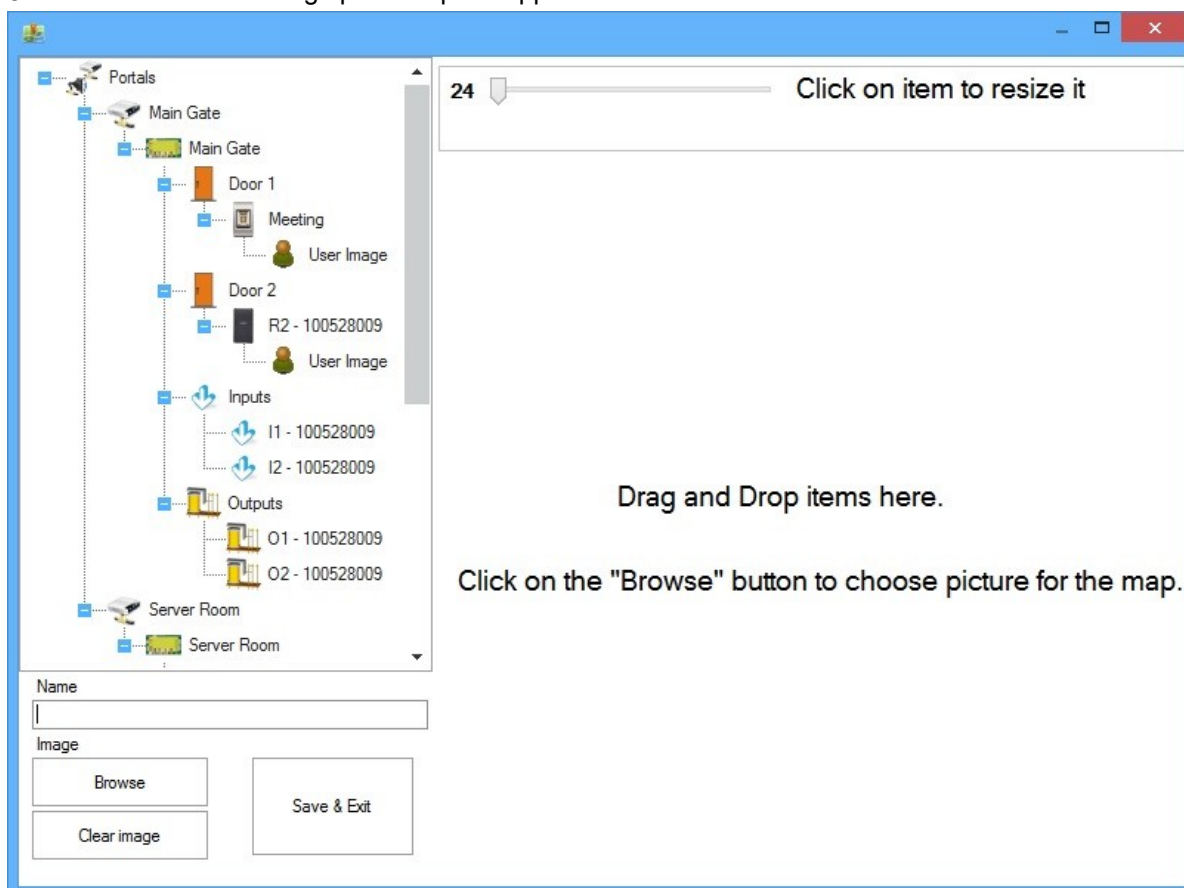 Portals
Main Gate
Main Gate
Door 1
Meeting
User Image
Door 2
R2 - 100528009
User Image
Inputs
I1 - 100528009
I2 - 100528009
Outputs
O1 - 100528009
O2 - 100528009
Server Room
Server Room
Name
Image
Browse
Clear image
Save & Exit
24
Click on item to resize it
Drag and Drop items here.
Click on the "Browse" button to choose picture for the map.